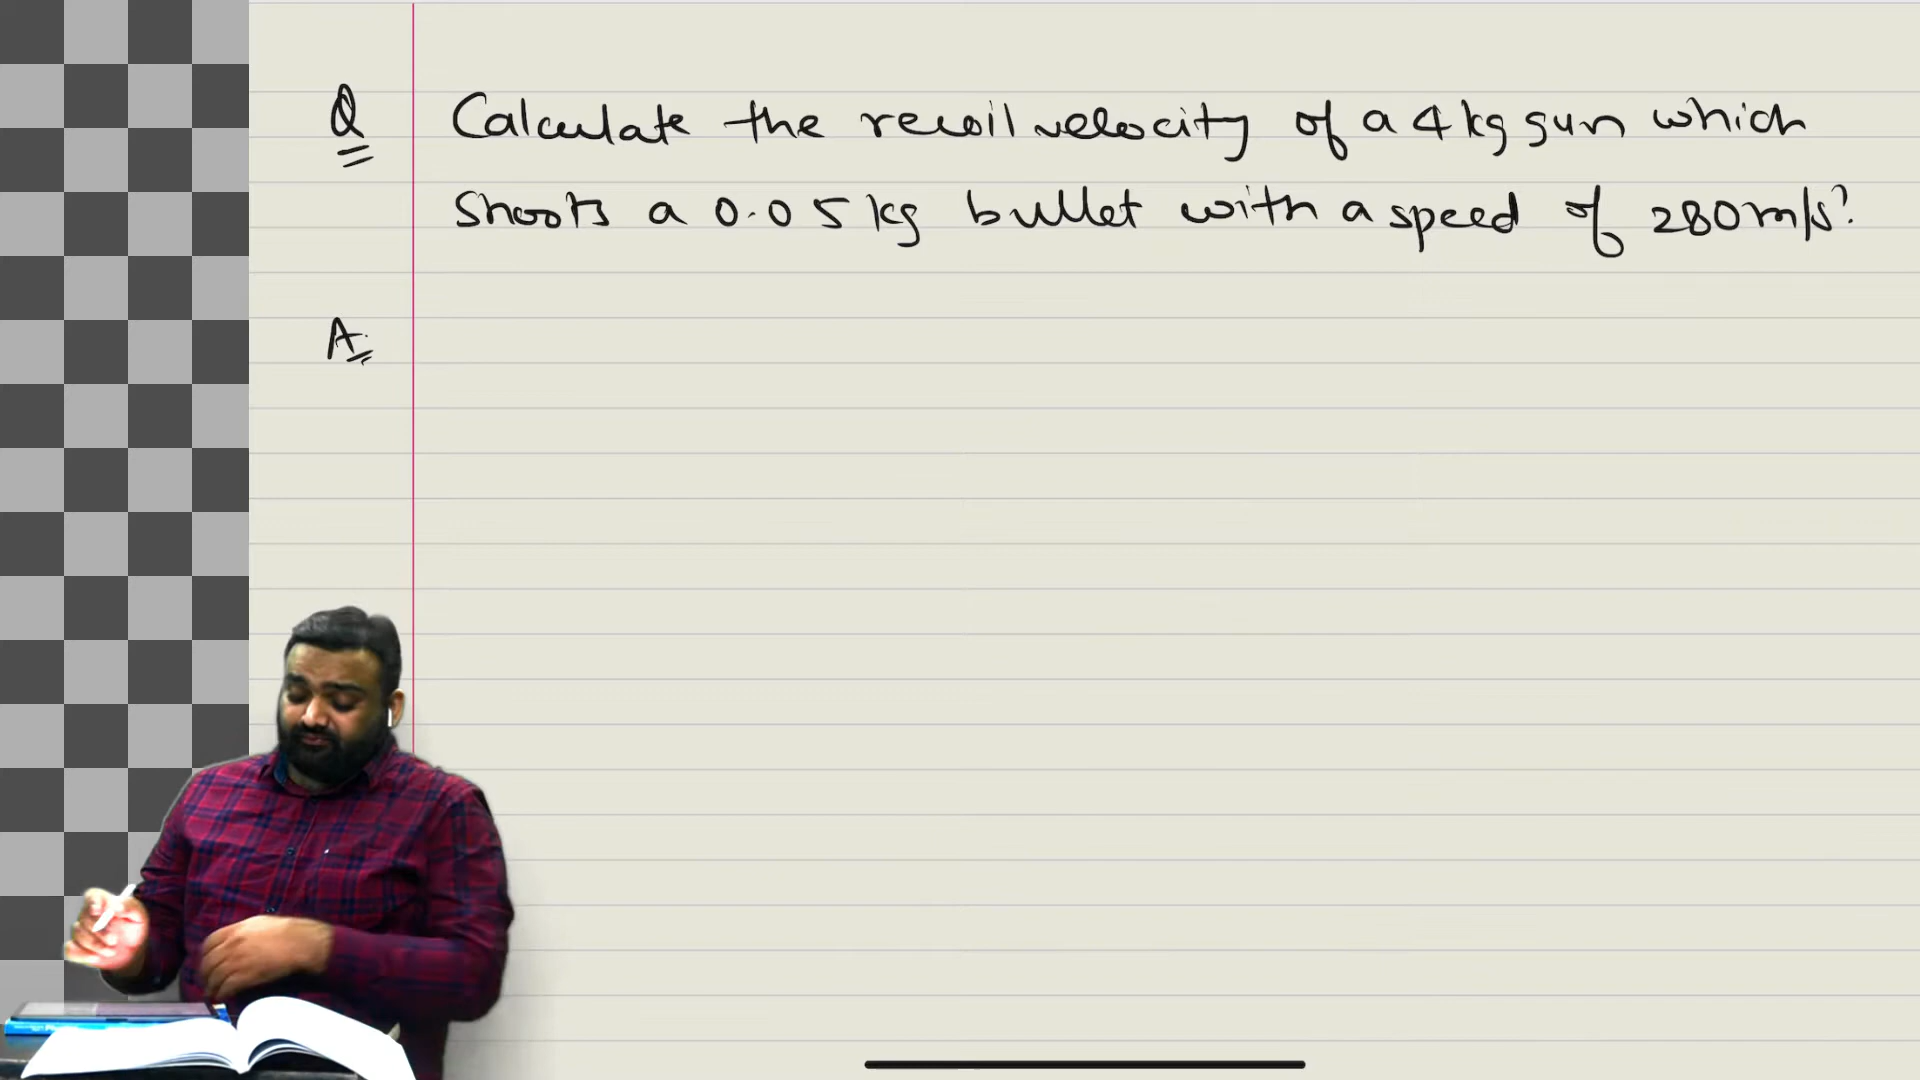 Q Calculate the recoil velocity of a 4 kg gun which
shoots a 0.05 kg bullet with a speed of 280 m/s?
A.